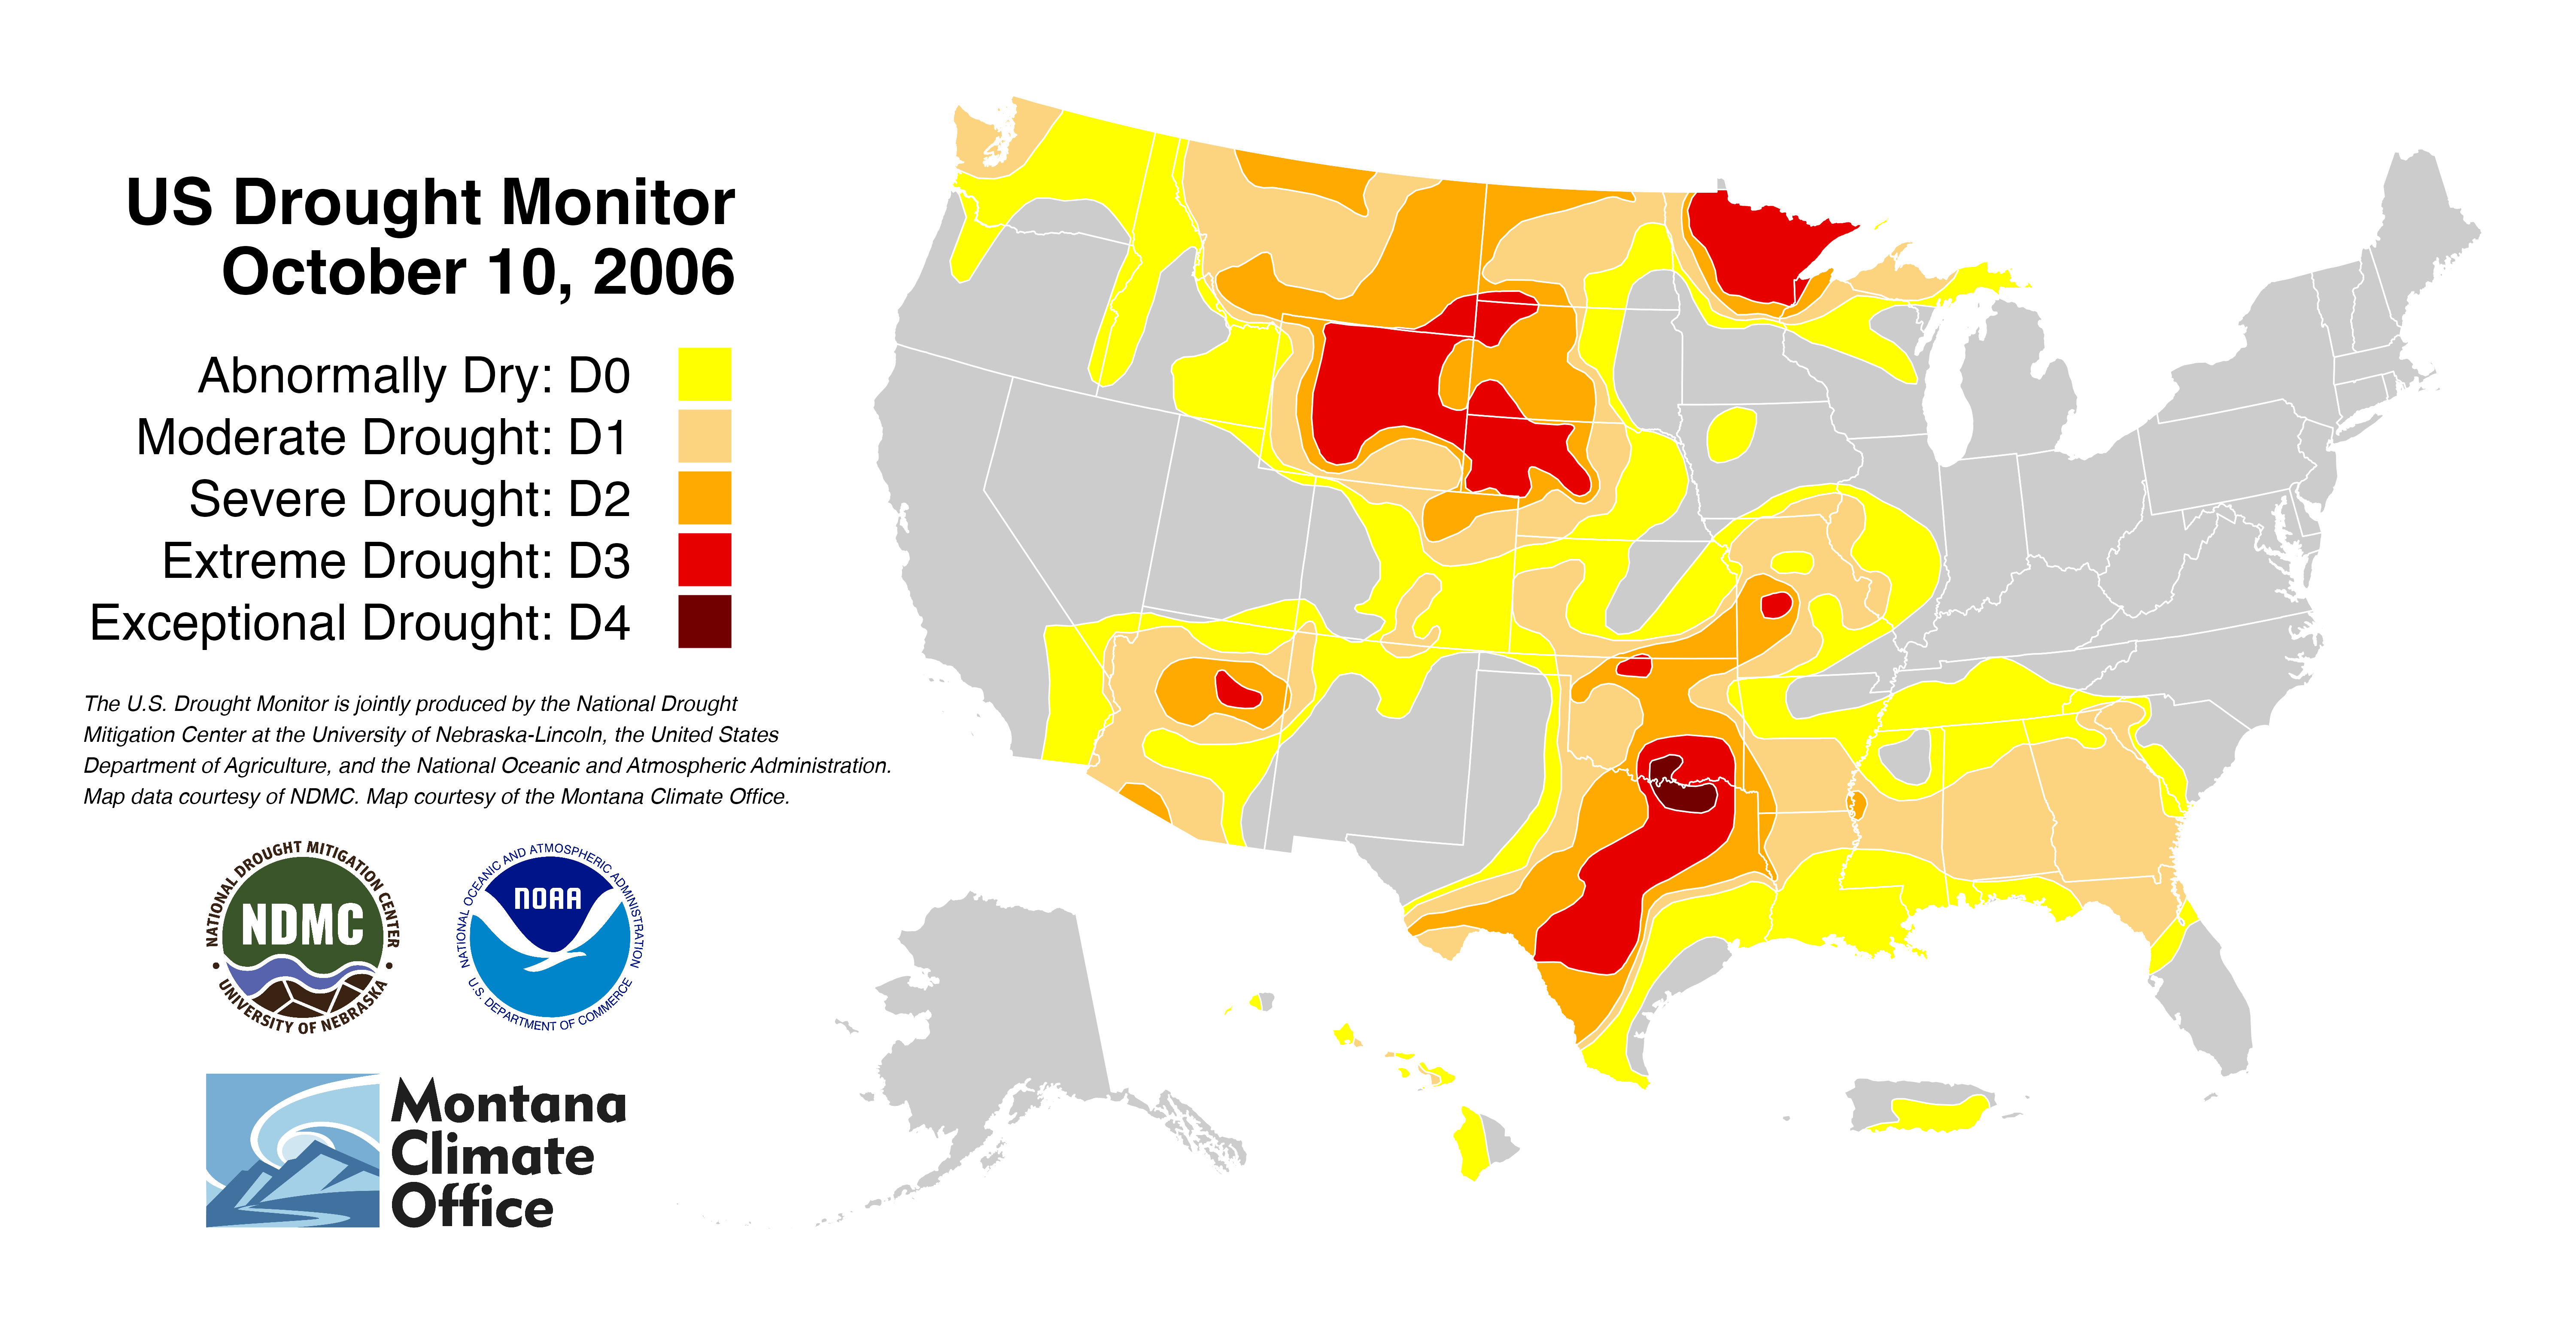 US Drought Monitor
October 10, 2006
Abnormally Dry: D0
Moderate Drought: D1
Severe Drought: D2
Extreme Drought: D3
Exceptional Drought: D4
The U.S. Drought Monitor is jointly produced by the National Drought
Mitigation Center at the University of Nebraska-Lincoln, the United States
Department of Agriculture, and the National Oceanic and Atmospheric Administration.
Map data courtesy of NDMC. Map courtesy of the Montana Climate Office.
NATIONAL DROUGHT MITIGATION CENTER
NDMC
• UNIVERSITY OF NEBRASKA •
NATIONAL OCEANIC AND ATMOSPHERIC ADMINISTRATION
NOAA
U.S. DEPARTMENT OF COMMERCE
Montana
Climate
Office